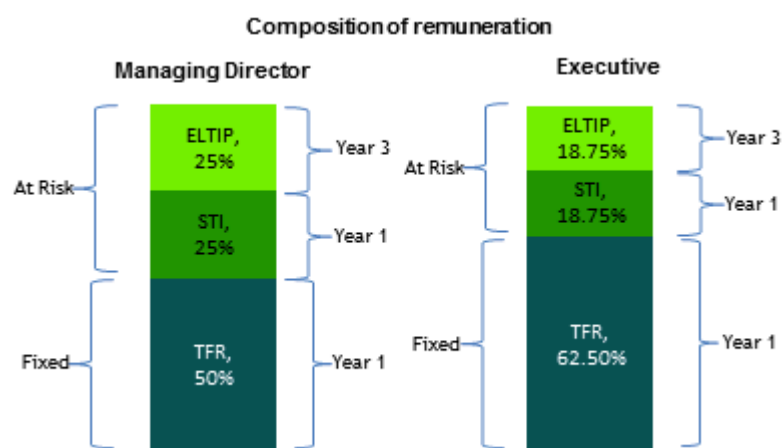 Composition of remuneration
Managing Director
Executive
ELTIP,
25%
STI,
25%
TFR,
50%
At Risk
Fixed
Year 3
Year 1
Year 1
ELTIP,
18.75%
STI,
18.75%
TFR,
62.50%
At Risk
Fixed
Year 3
Year 1
Year 1